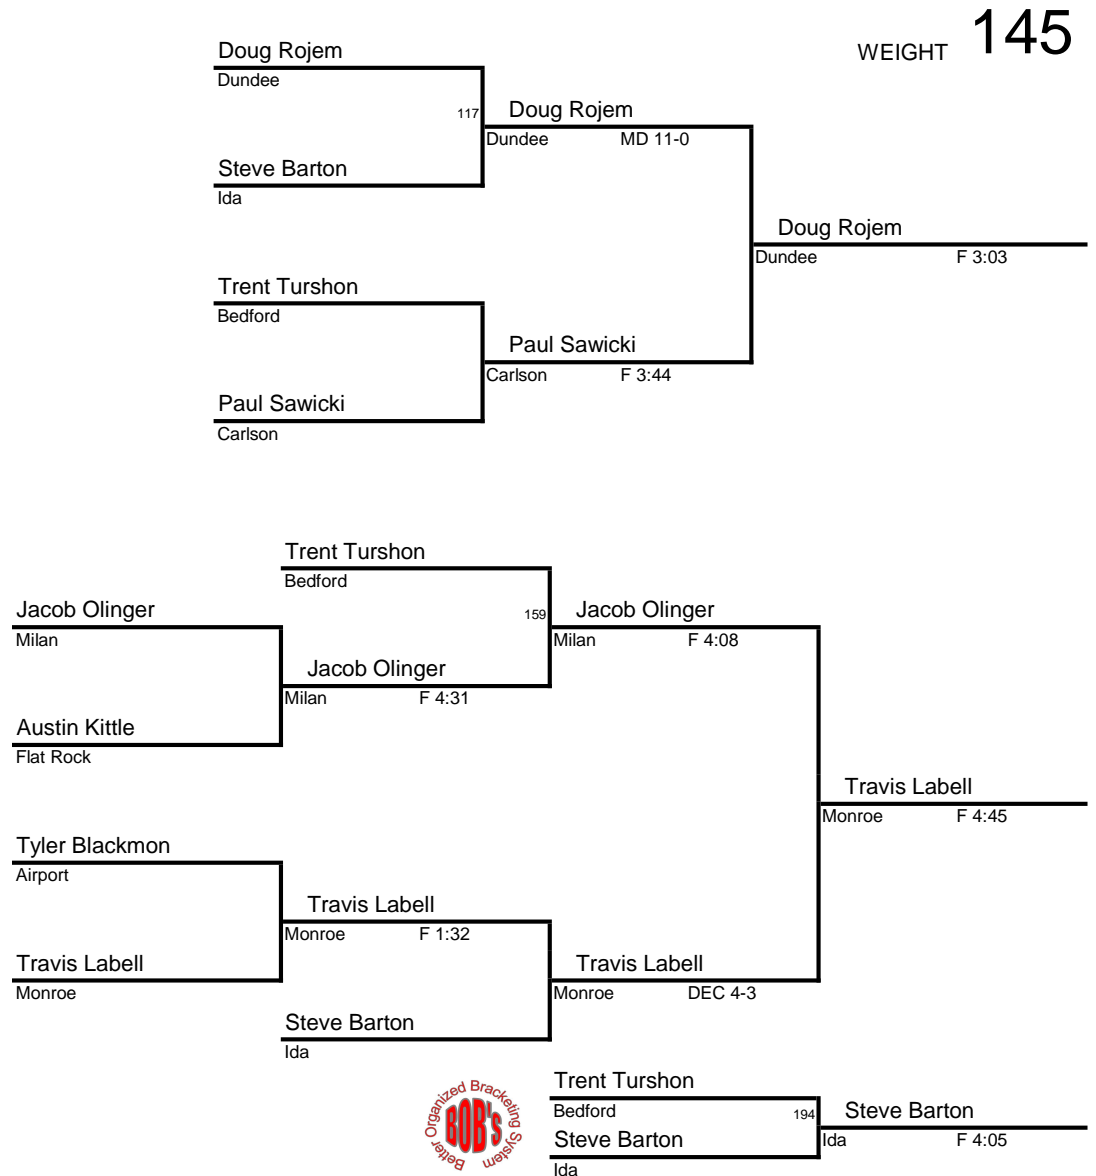 WEIGHT 145
Doug Rojem
Dundee
117
Doug Rojem
Dundee MD 11-0
Steve Barton
Ida
Doug Rojem
Dundee F 3:03
Trent Turshon
Bedford
Paul Sawicki
Carlson F 3:44
Paul Sawicki
Carlson
Trent Turshon
Bedford
Jacob Olinger
Milan
159
Jacob Olinger
Milan F 4:08
Jacob Olinger
Milan F 4:31
Austin Kittle
Flat Rock
Travis Labell
Monroe F 4:45
Tyler Blackmon
Airport
Travis Labell
Monroe F 1:32
Travis Labell
Monroe
Travis Labell
Monroe DEC 4-3
Steve Barton
Ida
Better Organized Bracketing System
BOB's
Trent Turshon
Bedford
194
Steve Barton
Ida F 4:05
Steve Barton
Ida